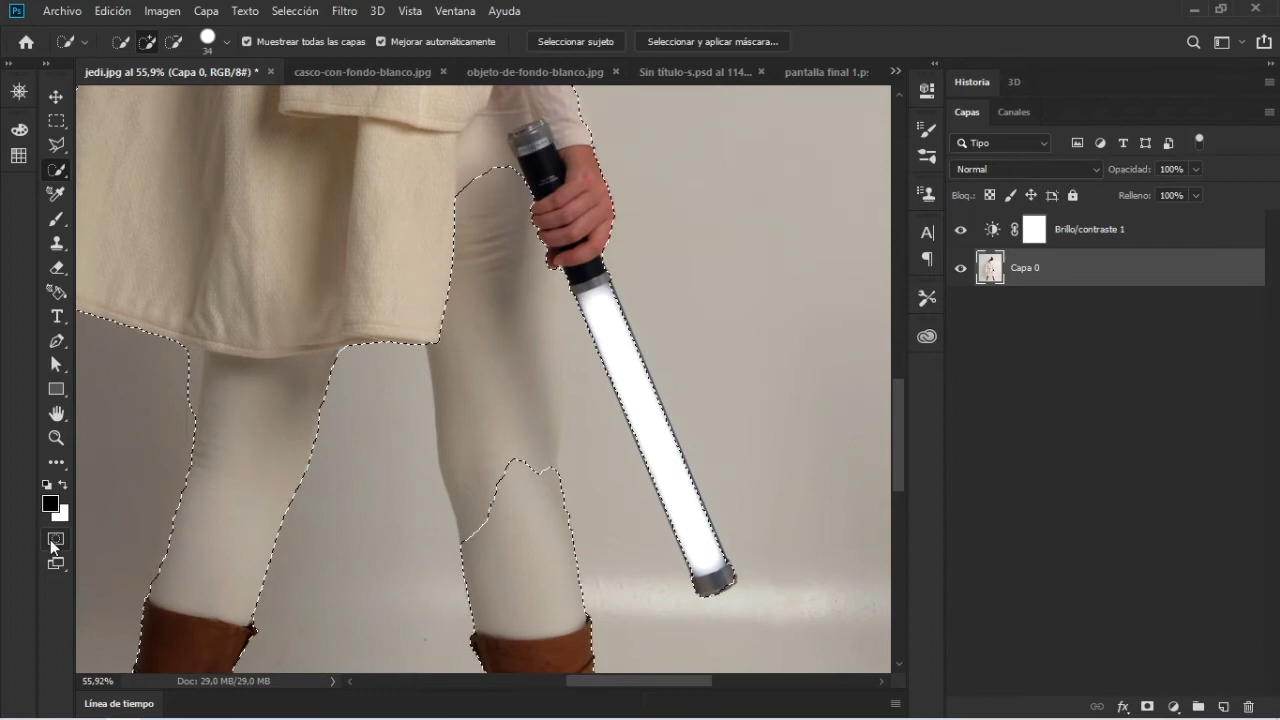 Ps Archivo Edición Imagen Capa Texto Selección Filtro 3D Vista Ventana Ayuda
34 Muestrear todas las capas Mejorar automáticamente Seleccionar sujeto Seleccionar y aplicar máscara...
jedi.jpg al 55,9% (Capa 0, RGB/8#) * casco-con-fondo-blanco.jpg objeto-de-fondo-blanco.jpg Sin título-s.psd al 114... pantalla final 1.p:
Historia 3D
Capas Canales
Tipo
Normal Opacidad: 100%
Bloq.: Relleno: 100%
Brillo/contraste 1
Capa 0
55,92% Doc: 29,0 MB/29,0 MB
Línea de tiempo